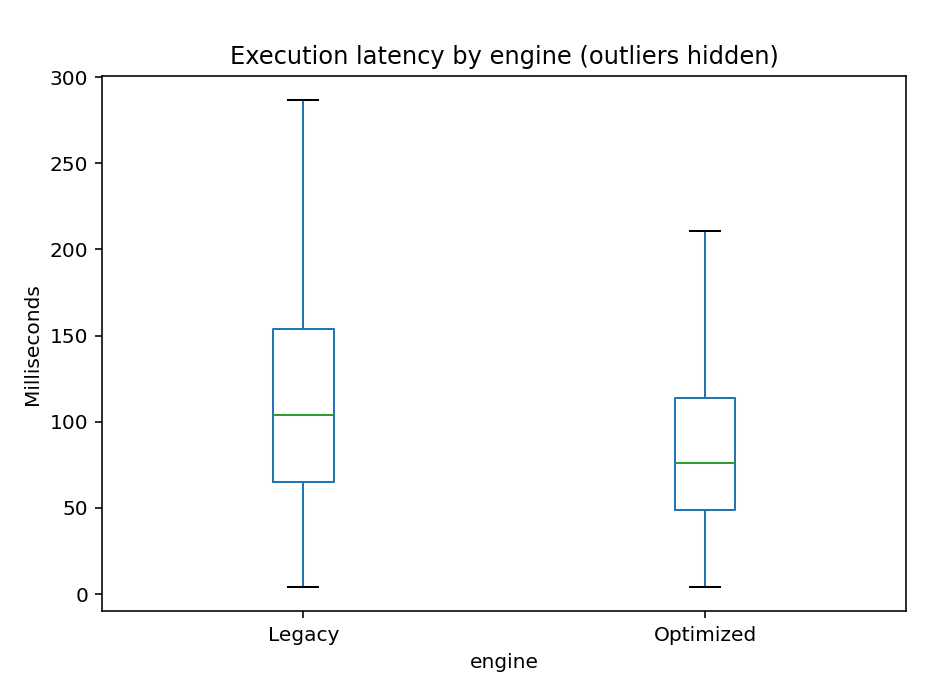 Execution latency by engine (outliers hidden)
Milliseconds
300
250
200
150
100
50
0
Legacy
Optimized
engine